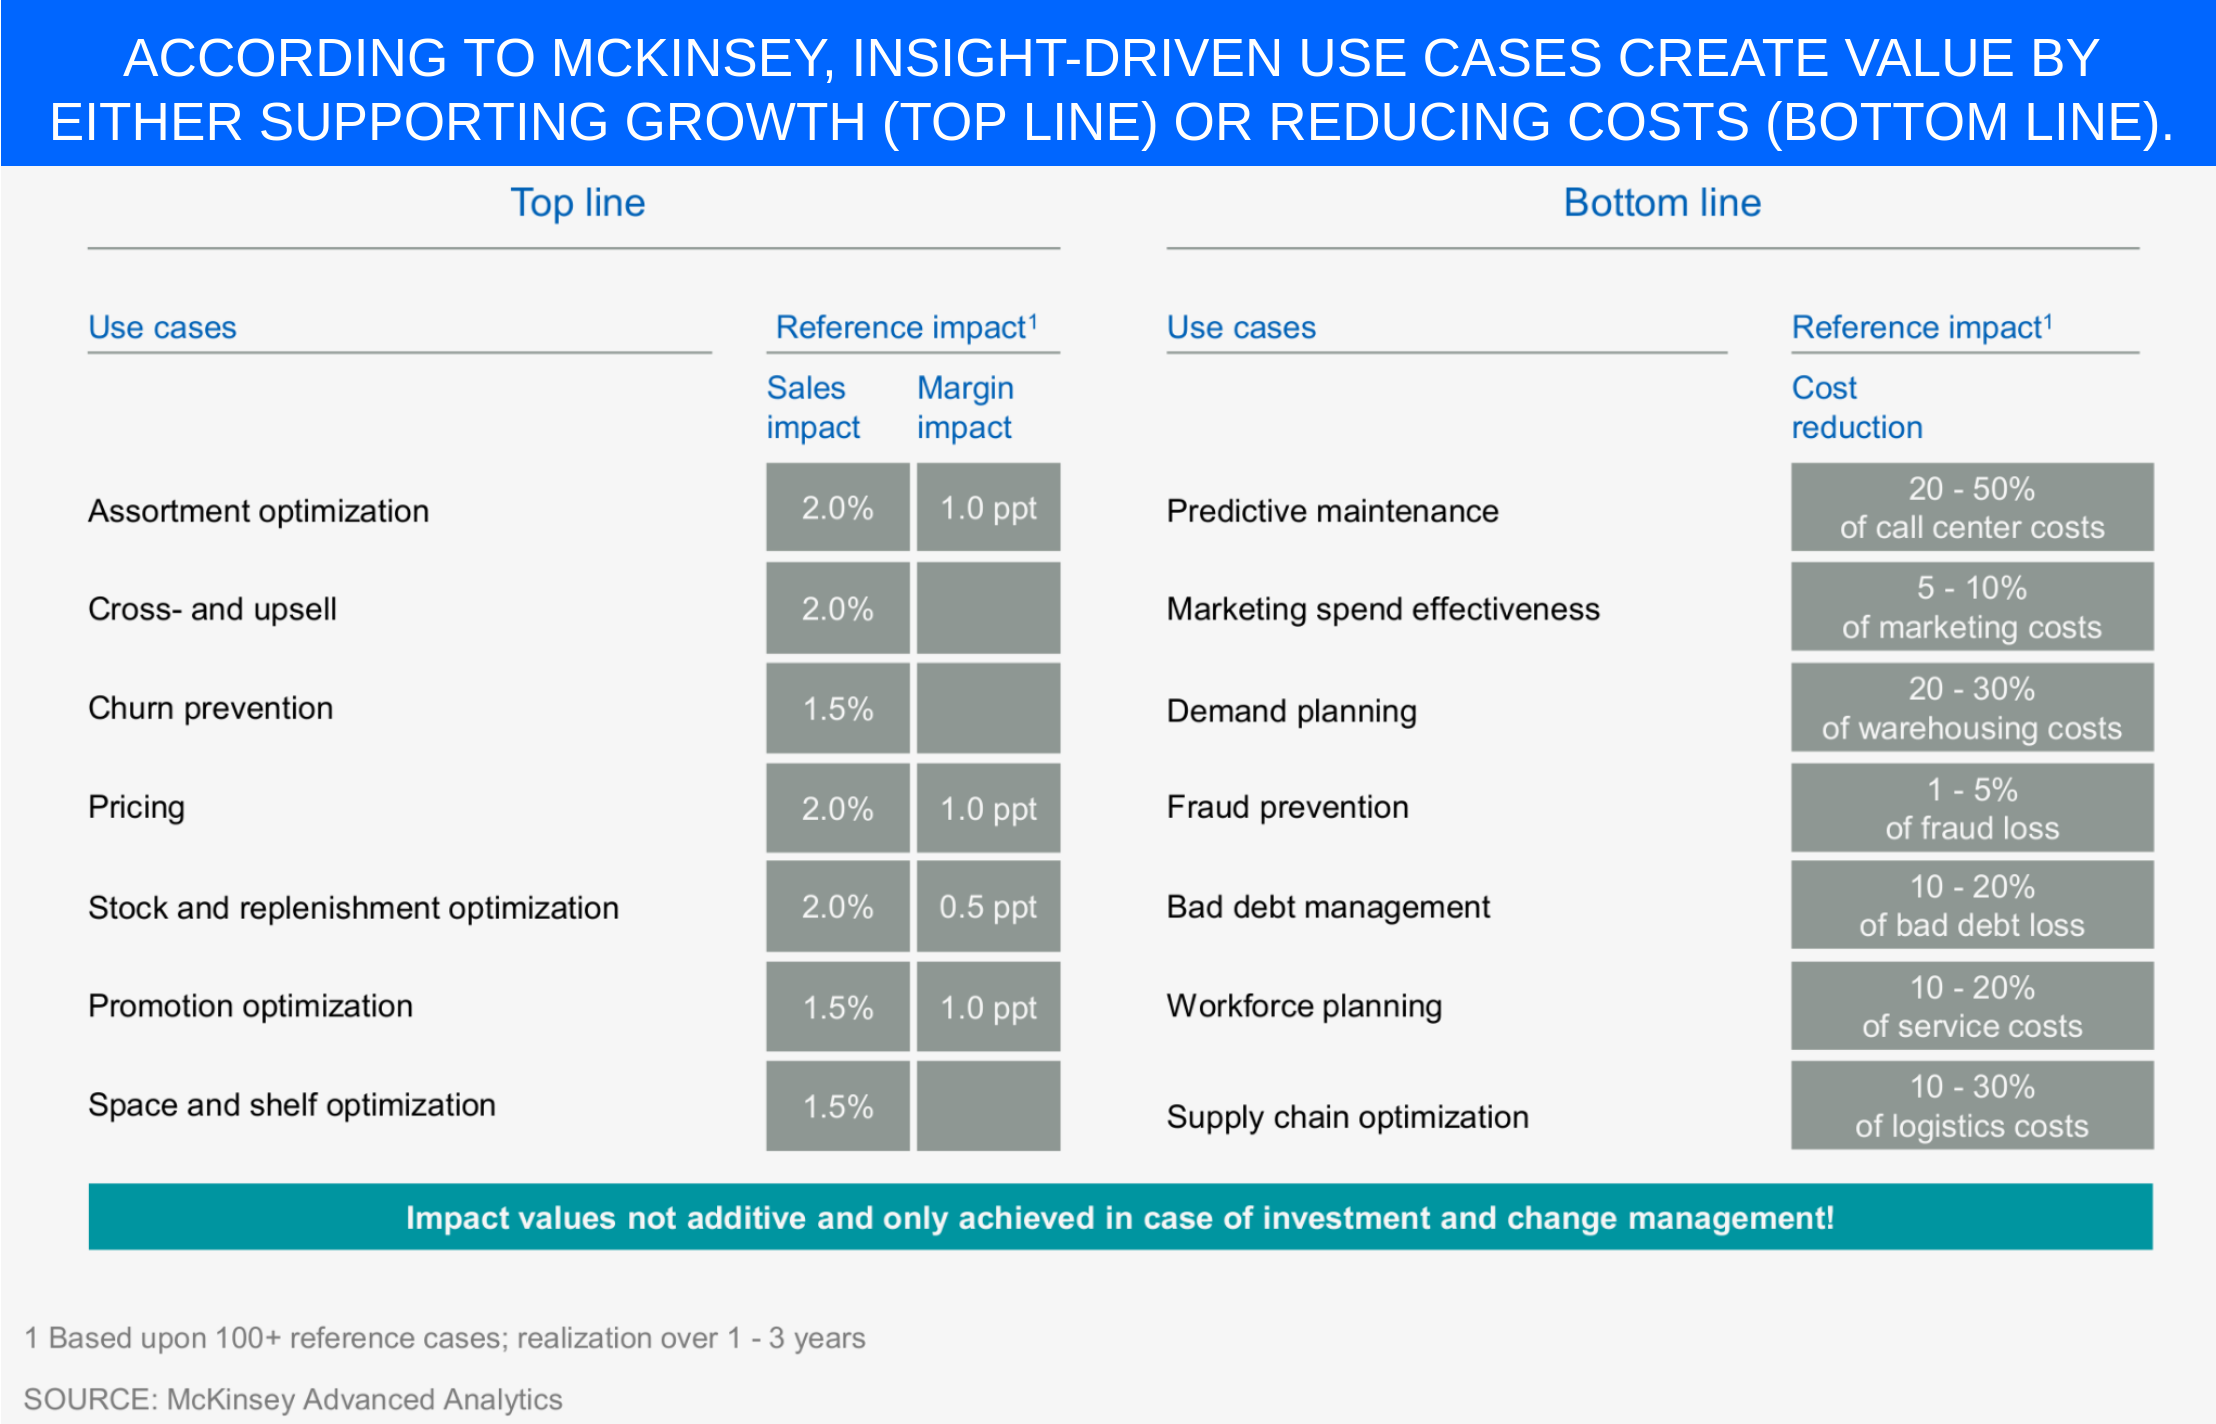 ACCORDING TO MCKINSEY, INSIGHT-DRIVEN USE CASES CREATE VALUE BY
EITHER SUPPORTING GROWTH (TOP LINE) OR REDUCING COSTS (BOTTOM LINE).
Top line
Use cases
Reference impact¹
Sales
impact
Margin
impact
Assortment optimization
2.0%
1.0 ppt
Cross- and upsell
2.0%
Churn prevention
1.5%
Pricing
2.0%
1.0 ppt
Stock and replenishment optimization
2.0%
0.5 ppt
Promotion optimization
1.5%
1.0 ppt
Space and shelf optimization
1.5%
Bottom line
Use cases
Reference impact¹
Cost
reduction
Predictive maintenance
20 - 50%
of call center costs
Marketing spend effectiveness
5 - 10%
of marketing costs
Demand planning
20 - 30%
of warehousing costs
Fraud prevention
1 - 5%
of fraud loss
Bad debt management
10 - 20%
of bad debt loss
Workforce planning
10 - 20%
of service costs
Supply chain optimization
10 - 30%
of logistics costs
Impact values not additive and only achieved in case of investment and change management!
1 Based upon 100+ reference cases; realization over 1 - 3 years
SOURCE: McKinsey Advanced Analytics